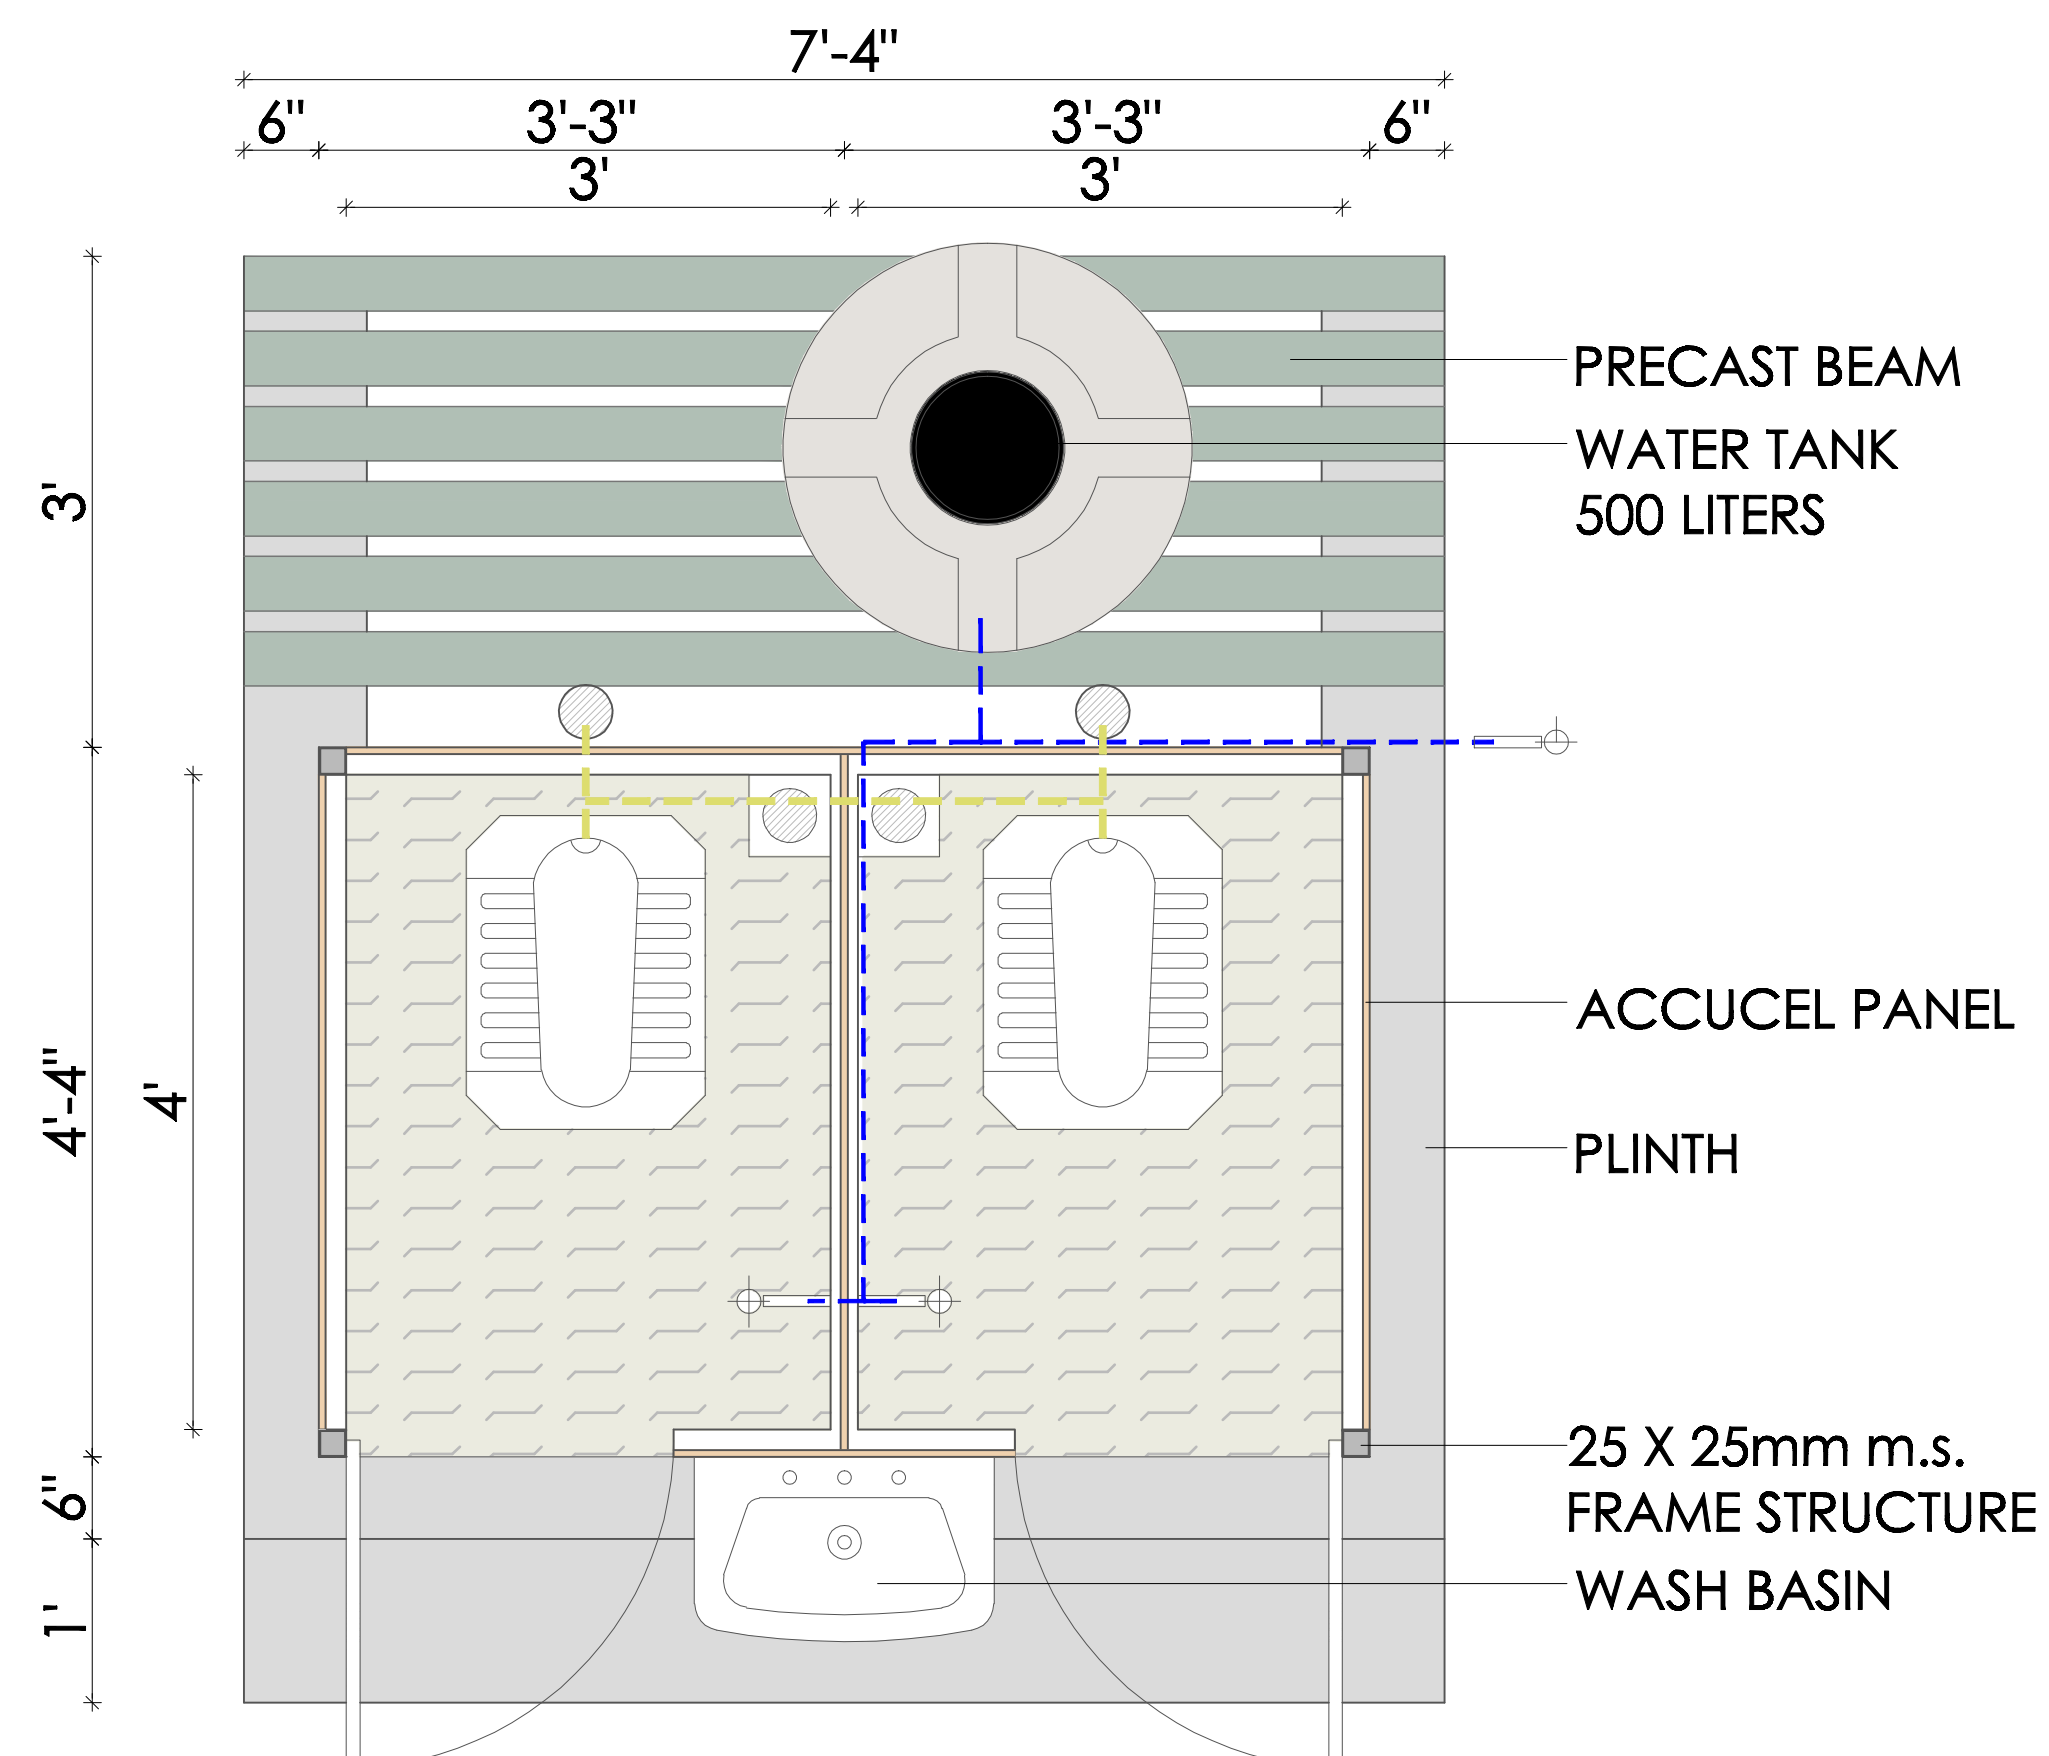 7'-4"
6" 3'-3" 3'-3" 6"
3' 3'
3'
PRECAST BEAM
WATER TANK
500 LITERS
4'-4"
4'
ACCUCEL PANEL
PLINTH
25 X 25mm m.s.
FRAME STRUCTURE
6"
WASH BASIN
1'